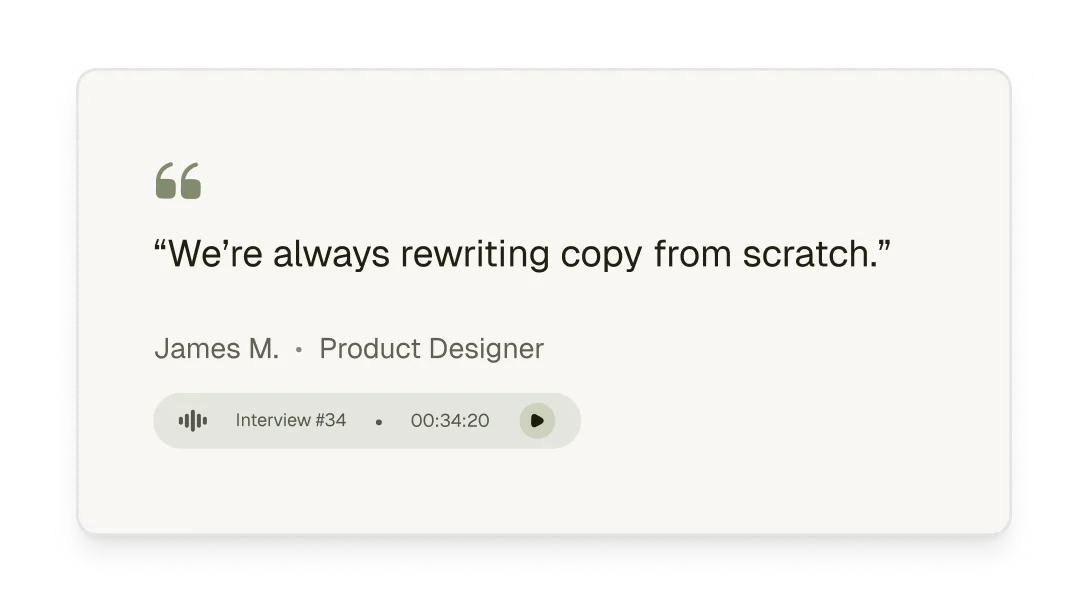 “We’re always rewriting copy from scratch.”
James M. • Product Designer
Interview #34 • 00:34:20